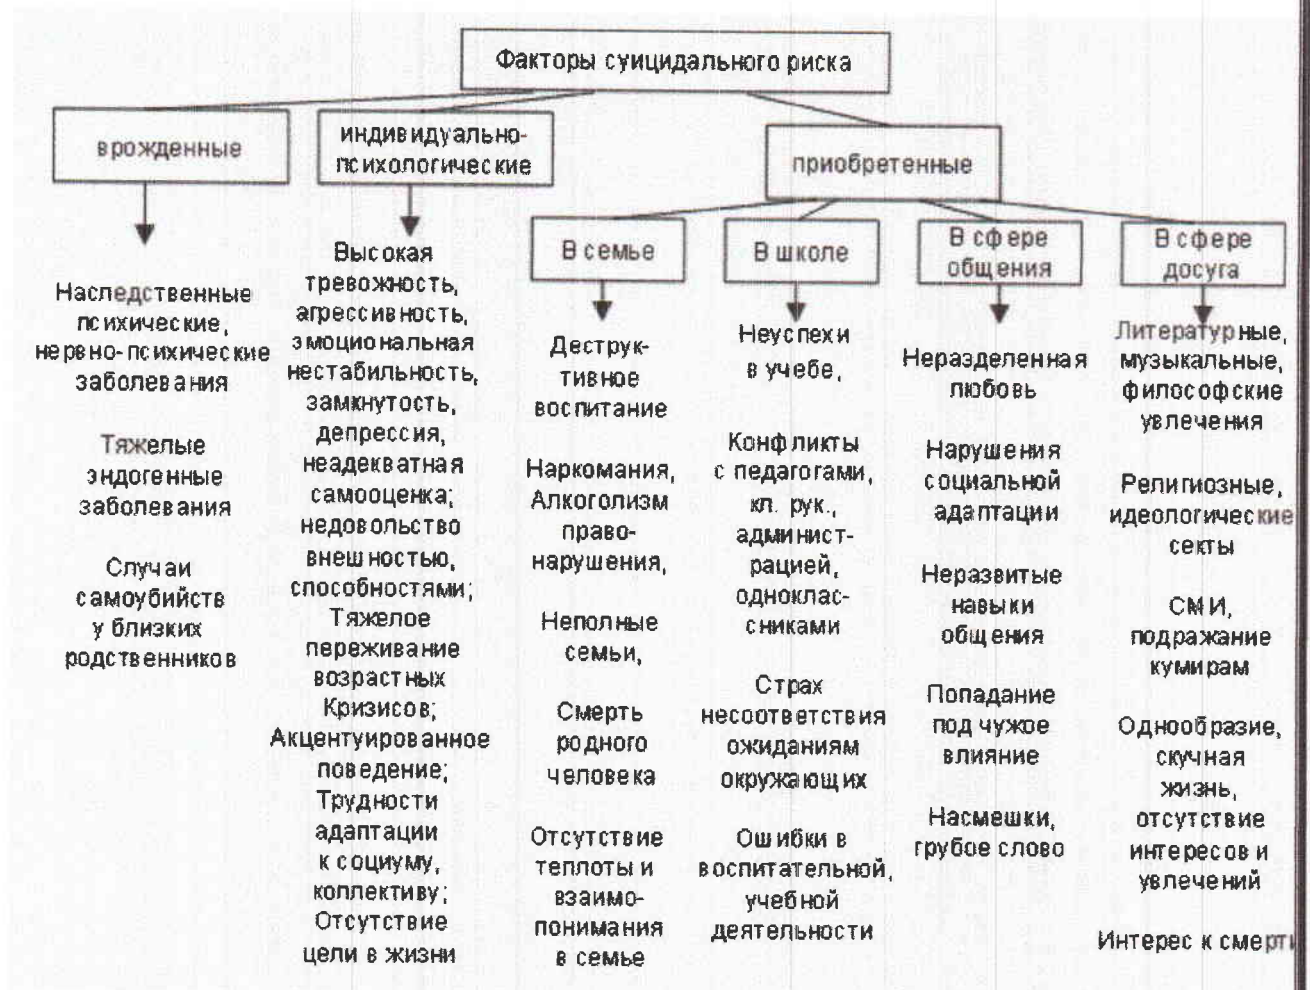 Факторы суицидального риска
врожденные
Наследственные
психические,
нервно-психические
заболевания
Тяжелые
эндогенные
заболевания
Случаи
самоубийств
у близких
родственников
индивидуально-
психологические
Высокая
тревожность,
агрессивность,
эмоциональная
нестабильность,
замкнутость,
депрессия,
неадекватная
самооценка;
недовольство
внешностью,
способностями;
Тяжелое
переживание
возрастных
Кризисов;
Акцентуированное
поведение;
Трудности
адаптации
к социуму,
коллективу;
Отсутствие
цели в жизни
приобретенные
В семье
Деструк-
тивное
воспитание
Наркомания,
Алкоголизм
право-
нарушения,
Неполные
семьи,
Смерть
родного
человека
Отсутствие
теплоты и
взаимо-
понимания
в семье
В школе
Неуспехи
в учебе,
Конфликты
с педагогами,
кл. рук.,
админист-
рацией,
одноклас-
сниками
Страх
несоответствия
ожиданиям
окружающих
Ошибки в
воспитательной,
учебной
деятельности
В сфере
общения
Неразделенная
любовь
Нарушения
социальной
адаптации
Неразвитые
навыки
общения
Попадание
под чужое
влияние
Насмешки,
грубое слово
В сфере
досуга
Литературные,
музыкальные,
философские
увлечения
Религиозные,
идеологические
секты
СМИ,
подражание
кумирам
Однообразие,
скучная
жизнь,
отсутствие
интересов и
увлечений
Интерес к смерти